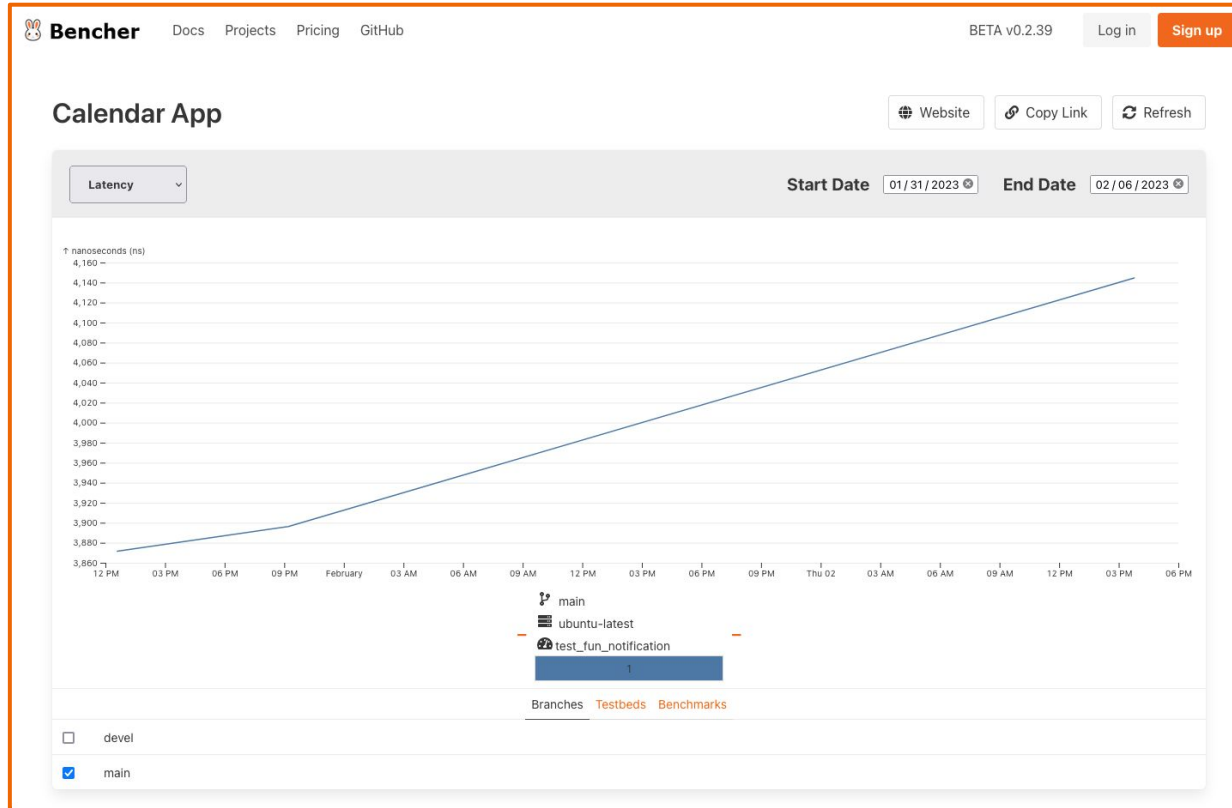 Bencher Docs Projects Pricing GitHub BETA v0.2.39 Log in Sign up
Calendar App Website Copy Link Refresh
Latency Start Date 01/31/2023 End Date 02/06/2023
↑ nanoseconds (ns)
4,160
4,140
4,120
4,100
4,080
4,060
4,040
4,020
4,000
3,980
3,960
3,940
3,920
3,900
3,880
3,860
12 PM 03 PM 06 PM 09 PM February 03 AM 06 AM 09 AM 12 PM 03 PM 06 PM 09 PM Thu 02 03 AM 06 AM 09 AM 12 PM 03 PM 06 PM
main
ubuntu-latest
test_fun_notification
1
Branches Testbeds Benchmarks
devel
main